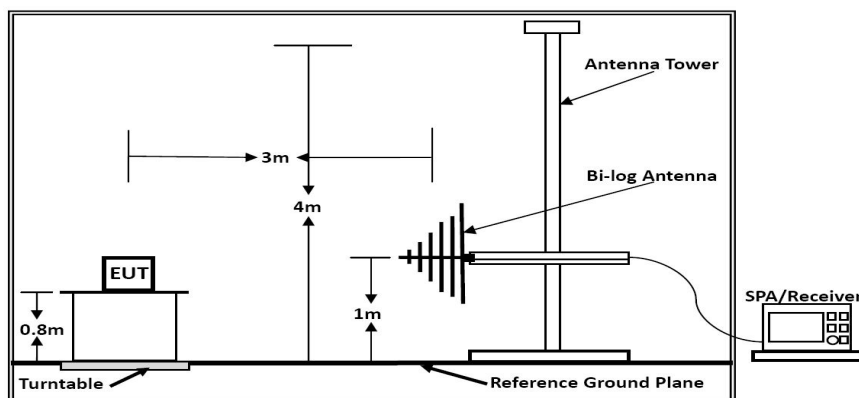 Antenna Tower
3m
Bi-log Antenna
4m
EUT
SPA/Receiver
0.8m
1m
Turntable
Reference Ground Plane